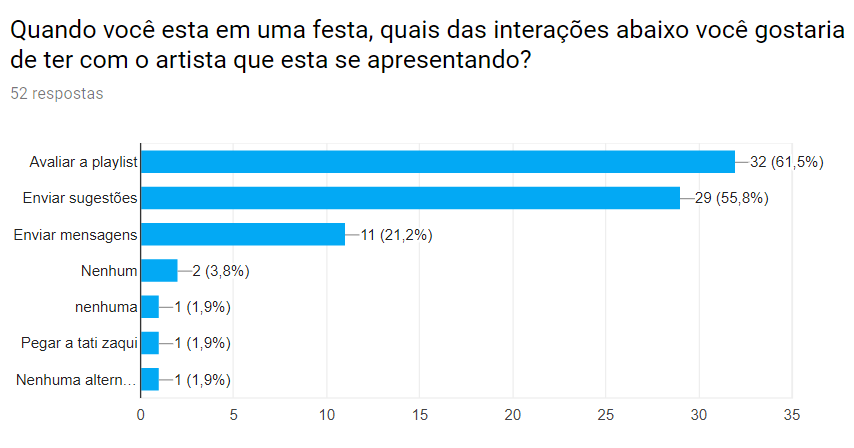 Quando você esta em uma festa, quais das interações abaixo você gostaria
de ter com o artista que esta se apresentando?
52 respostas
Avaliar a playlist 32 (61,5%)
Enviar sugestões 29 (55,8%)
Enviar mensagens 11 (21,2%)
Nenhum 2 (3,8%)
nenhuma 1 (1,9%)
Pegar a tati zaqui 1 (1,9%)
Nenhuma altern... 1 (1,9%)
0 5 10 15 20 25 30 35